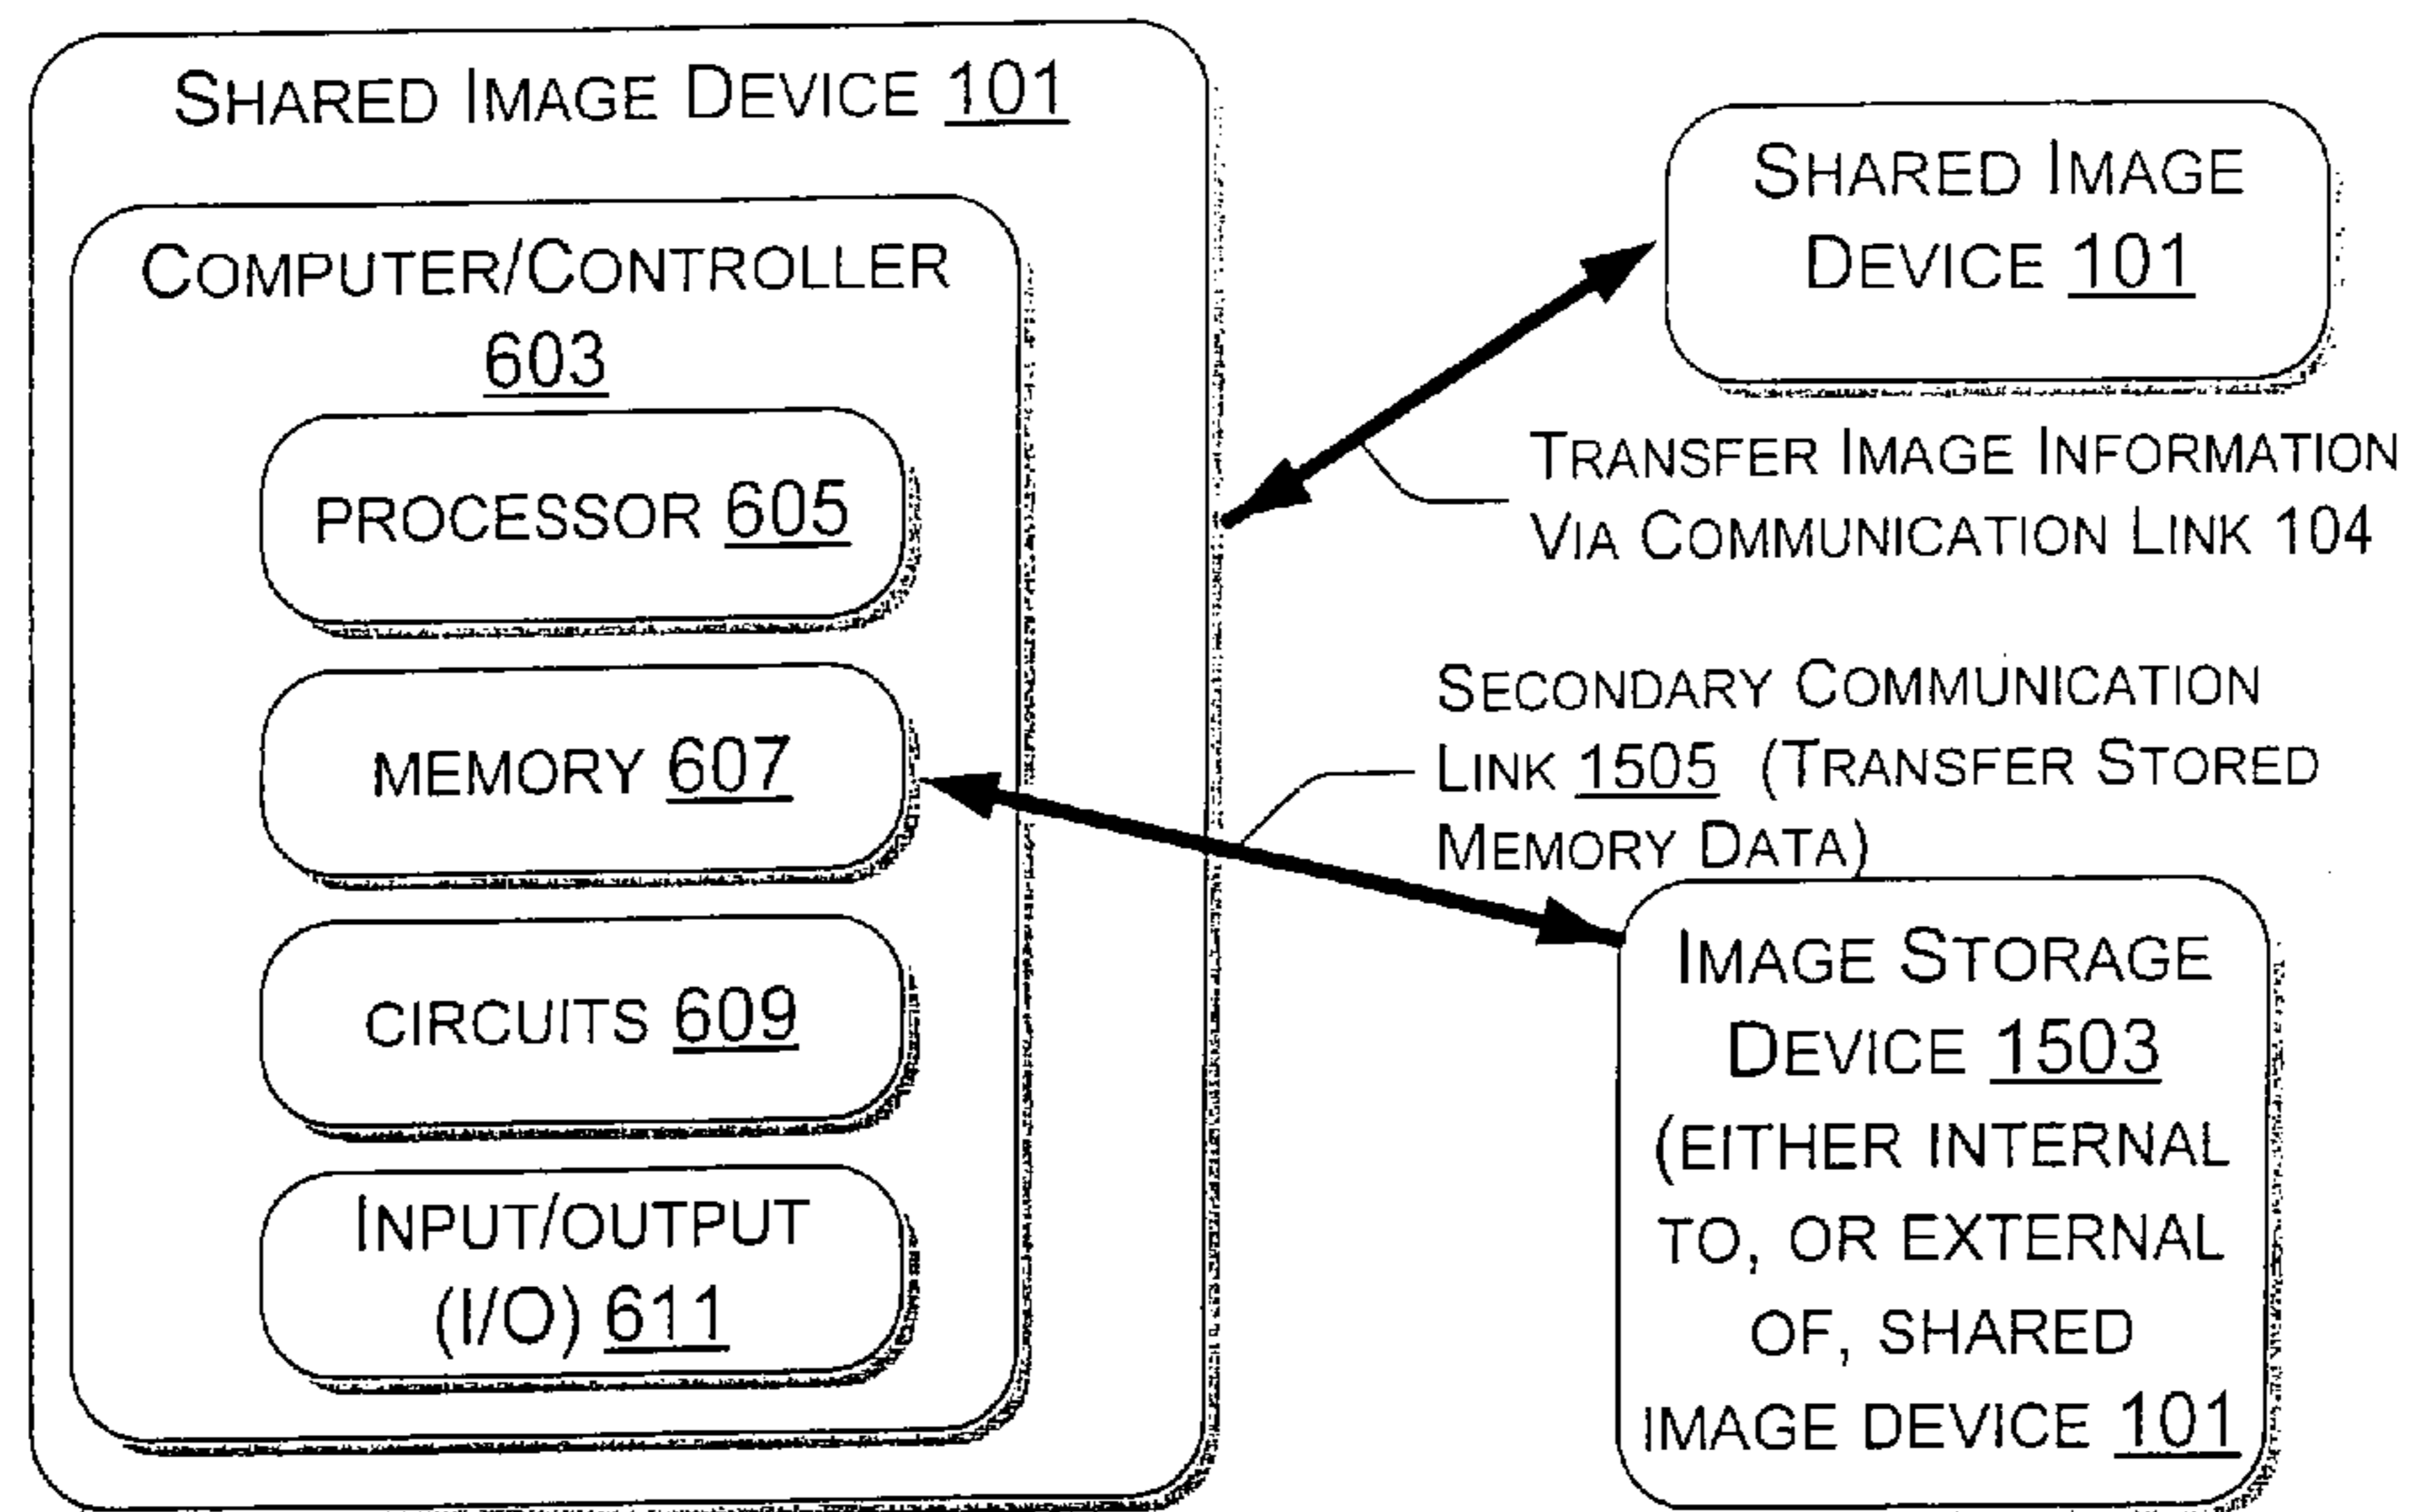 SHARED IMAGE DEVICE 101
COMPUTER/CONTROLLER
603
PROCESSOR 605
MEMORY 607
CIRCUITS 609
INPUT/OUTPUT
(I/O) 611
SHARED IMAGE
DEVICE 101
TRANSFER IMAGE INFORMATION
VIA COMMUNICATION LINK 104
SECONDARY COMMUNICATION
LINK 1505 (TRANSFER STORED
MEMORY DATA)
IMAGE STORAGE
DEVICE 1503
(EITHER INTERNAL
TO, OR EXTERNAL
OF, SHARED
IMAGE DEVICE 101